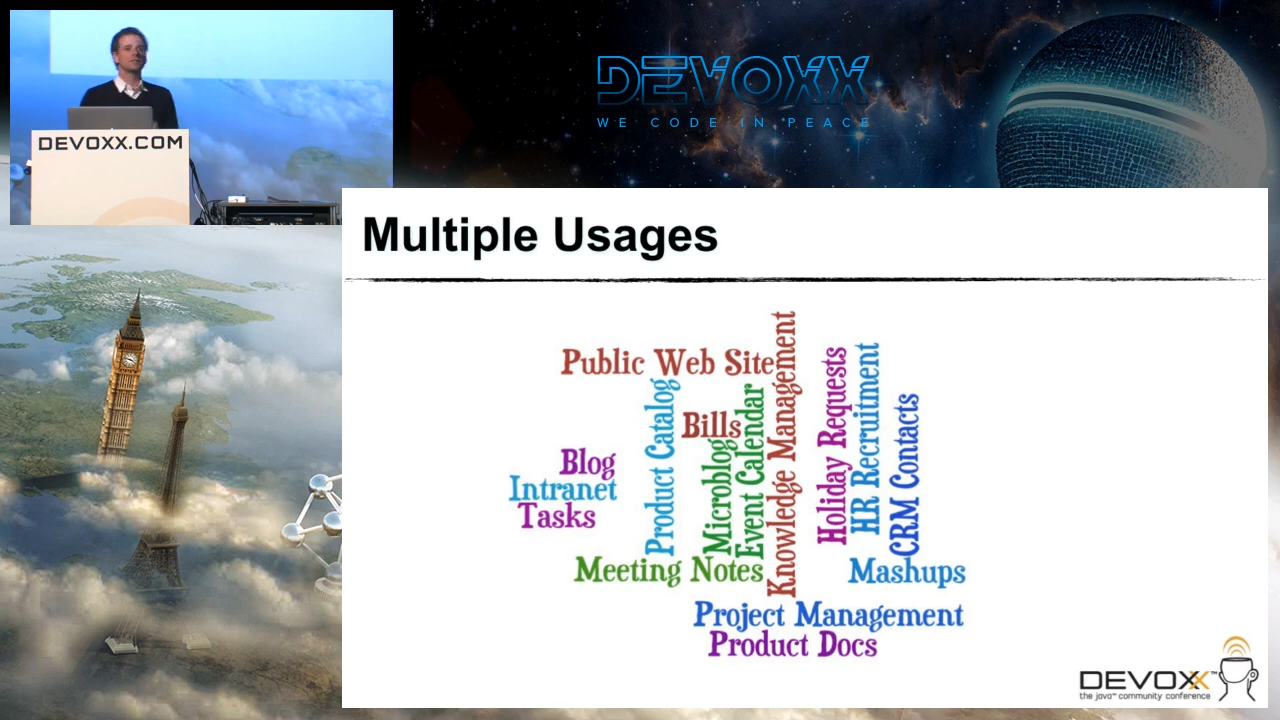 DEVOXX
WE CODE IN PEACE
DEVOXX.COM
Multiple Usages
Public Web Site
Product Catalog
Bills
Microblog
Event Calendar
Knowledge Management
Holiday Requests
HR Recruitment
CRM Contacts
Blog
Intranet
Tasks
Meeting Notes
Mashups
Project Management
Product Docs
DEVOXX™
the java™ community conference